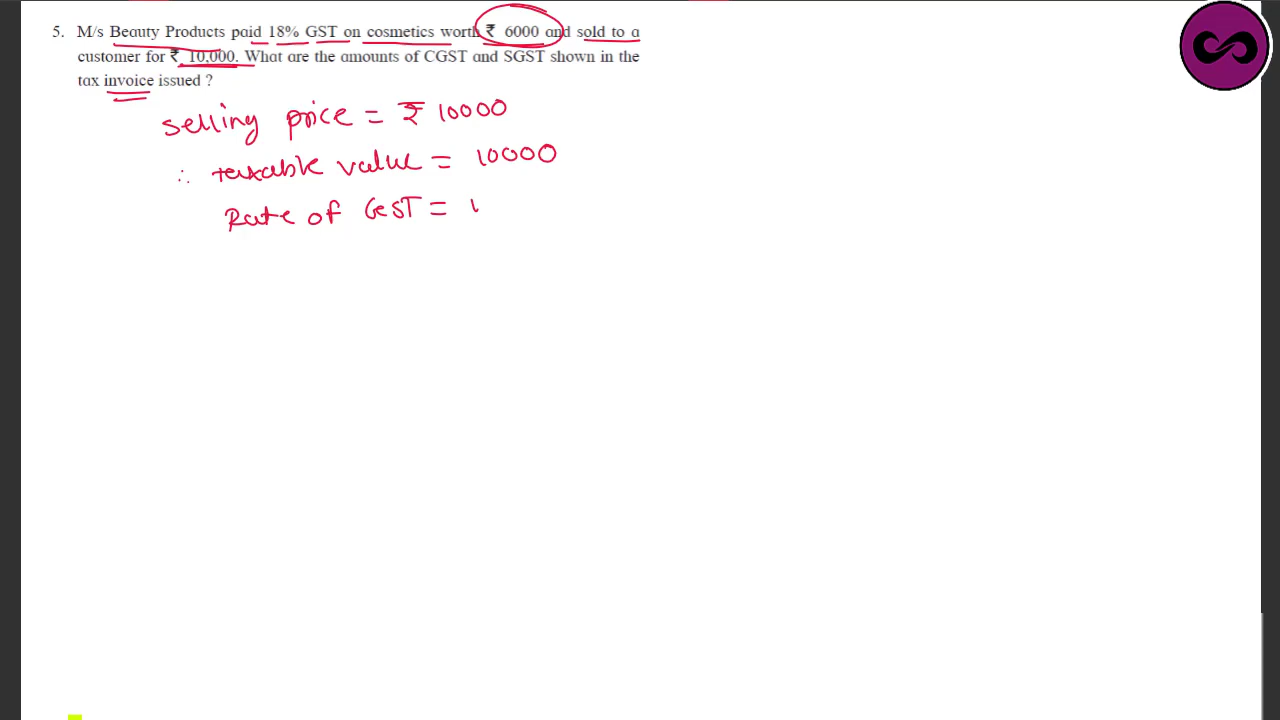 5. M/s Beauty Products paid 18% GST on cosmetics worth ₹ 6000 and sold to a
customer for ₹ 10,000. What are the amounts of CGST and SGST shown in the
tax invoice issued ?
selling price = ₹ 10000
∴ taxable value = 10000
Rate of GST =